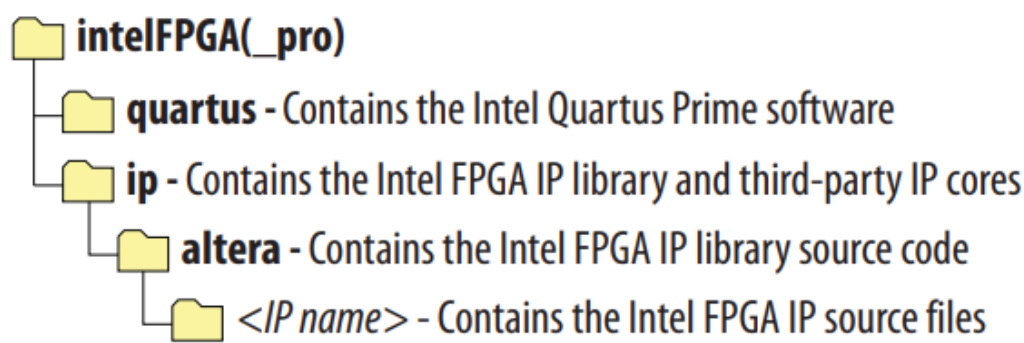 intelFPGA(_pro)
quartus - Contains the Intel Quartus Prime software
ip - Contains the Intel FPGA IP library and third-party IP cores
altera - Contains the Intel FPGA IP library source code
<IP name> - Contains the Intel FPGA IP source files